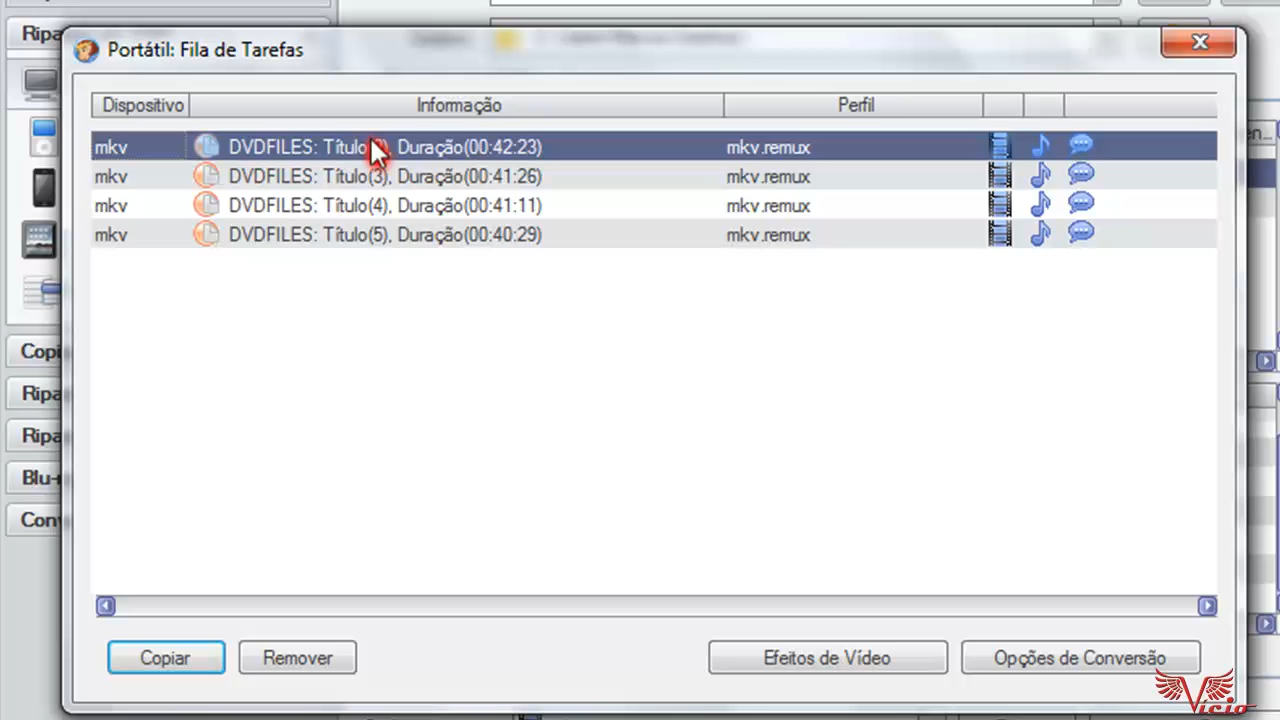 Ripa
Portátil: Fila de Tarefas
Dispositivo Informação Perfil
en...
mkv DVDFILES: Título( ), Duração(00:42:23) mkv.remux
mkv DVDFILES: Título(3), Duração(00:41:26) mkv.remux
mkv DVDFILES: Título(4), Duração(00:41:11) mkv.remux
mkv DVDFILES: Título(5), Duração(00:40:29) mkv.remux
Copi
Ripa
Ripa
Blu-
Conv
Copiar Remover Efeitos de Vídeo Opções de Conversão
Vicio